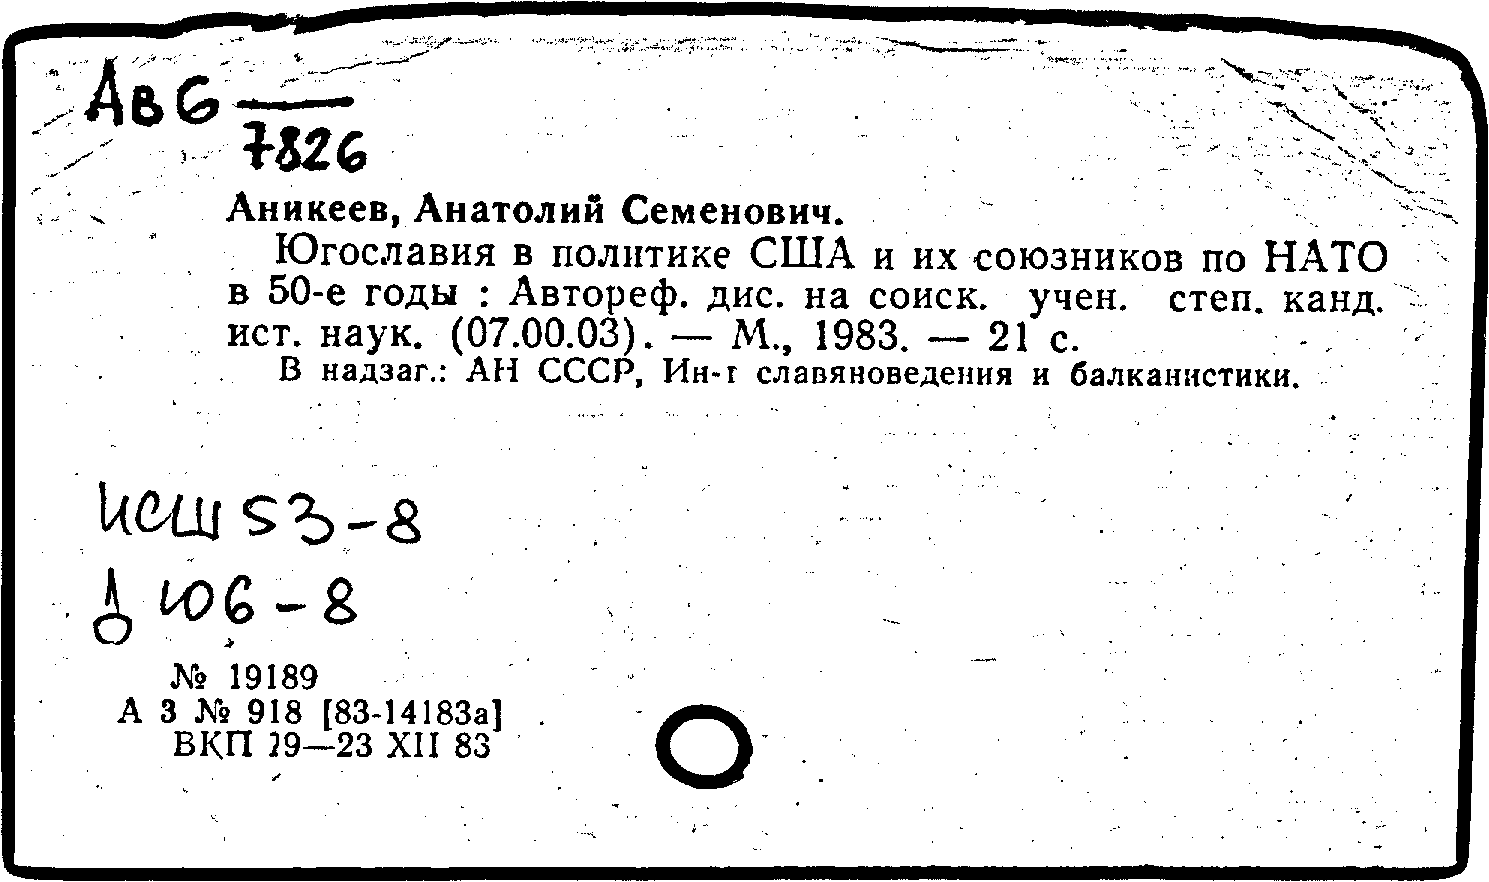 Ав6
7826
Аникеев, Анатолий Семенович.
Югославия в политике США и их союзников по НАТО
в 50-е годы : Автореф. дис. на соиск. учен. степ. канд.
ист. наук. (07.00.03). — М., 1983. — 21 с.
В надзаг.: АН СССР, Ин-т славяноведения и балканистики.
ИСШ 53-8
Ю6-8
№ 19189
А 3 № 918 [83-14183а]
ВКП 29—23 XII 83